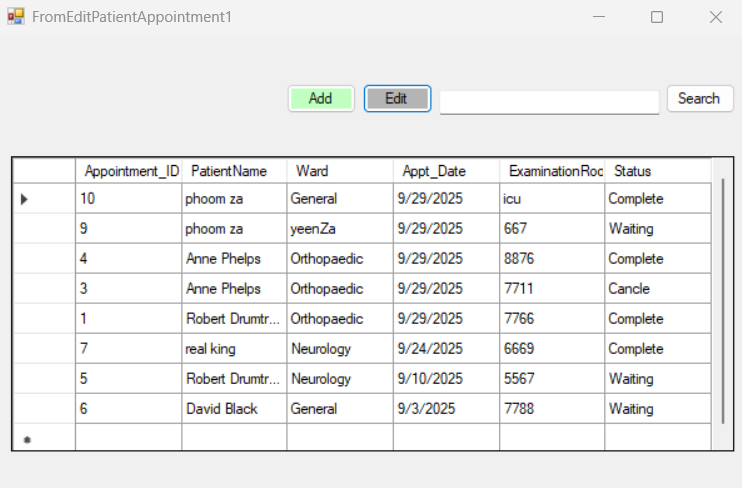 FromEditPatientAppointment1
Add Edit Search
Appointment_ID PatientName Ward Appt_Date ExaminationRoo Status
10 phoom za General 9/29/2025 icu Complete
9 phoom za yeenZa 9/29/2025 667 Waiting
4 Anne Phelps Orthopaedic 9/29/2025 8876 Complete
3 Anne Phelps Orthopaedic 9/29/2025 7711 Cancle
1 Robert Drumtr... Orthopaedic 9/29/2025 7766 Complete
7 real king Neurology 9/24/2025 6669 Complete
5 Robert Drumtr... Neurology 9/10/2025 5567 Waiting
6 David Black General 9/3/2025 7788 Waiting